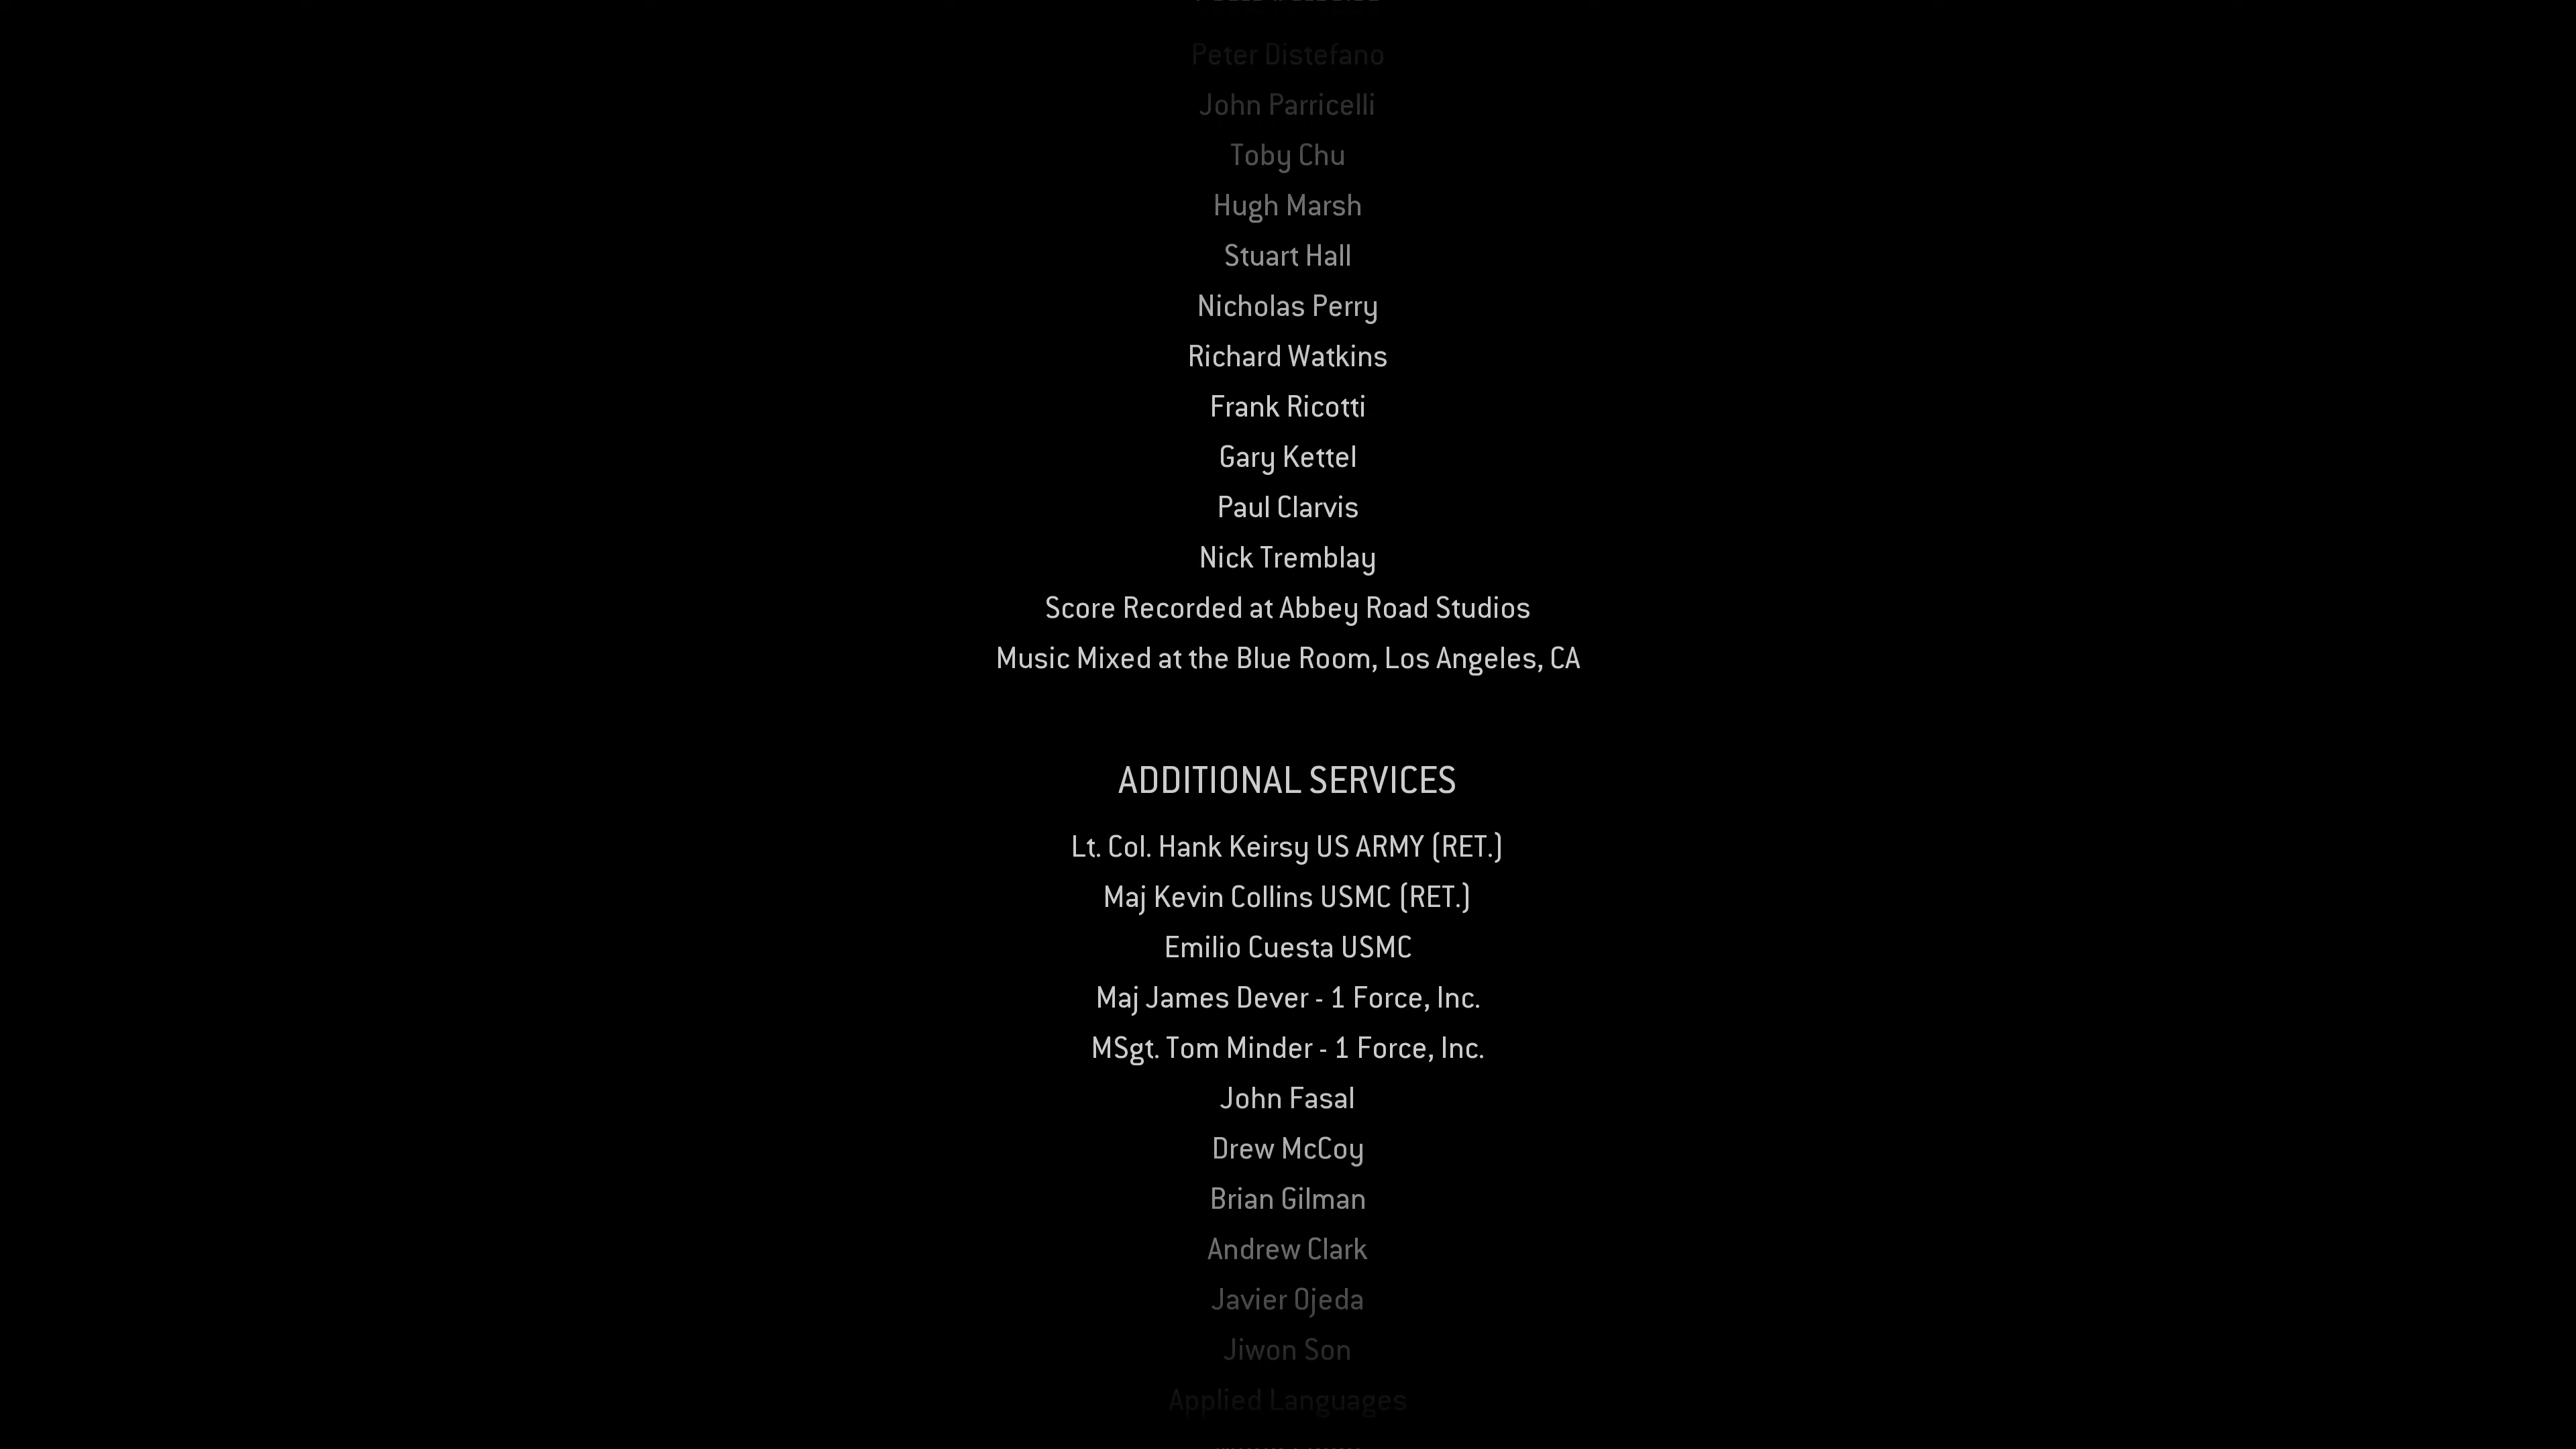 Peter Distefano
John Parricelli
Toby Chu
Hugh Marsh
Stuart Hall
Nicholas Perry
Richard Watkins
Frank Ricotti
Gary Kettel
Paul Clarvis
Nick Tremblay
Score Recorded at Abbey Road Studios
Music Mixed at the Blue Room, Los Angeles, CA
ADDITIONAL SERVICES
Lt. Col. Hank Keirsy US ARMY (RET.)
Maj Kevin Collins USMC (RET.)
Emilio Cuesta USMC
Maj James Dever - 1 Force, Inc.
MSgt. Tom Minder - 1 Force, Inc.
John Fasal
Drew McCoy
Brian Gilman
Andrew Clark
Javier Ojeda
Jiwon Son
Applied Languages